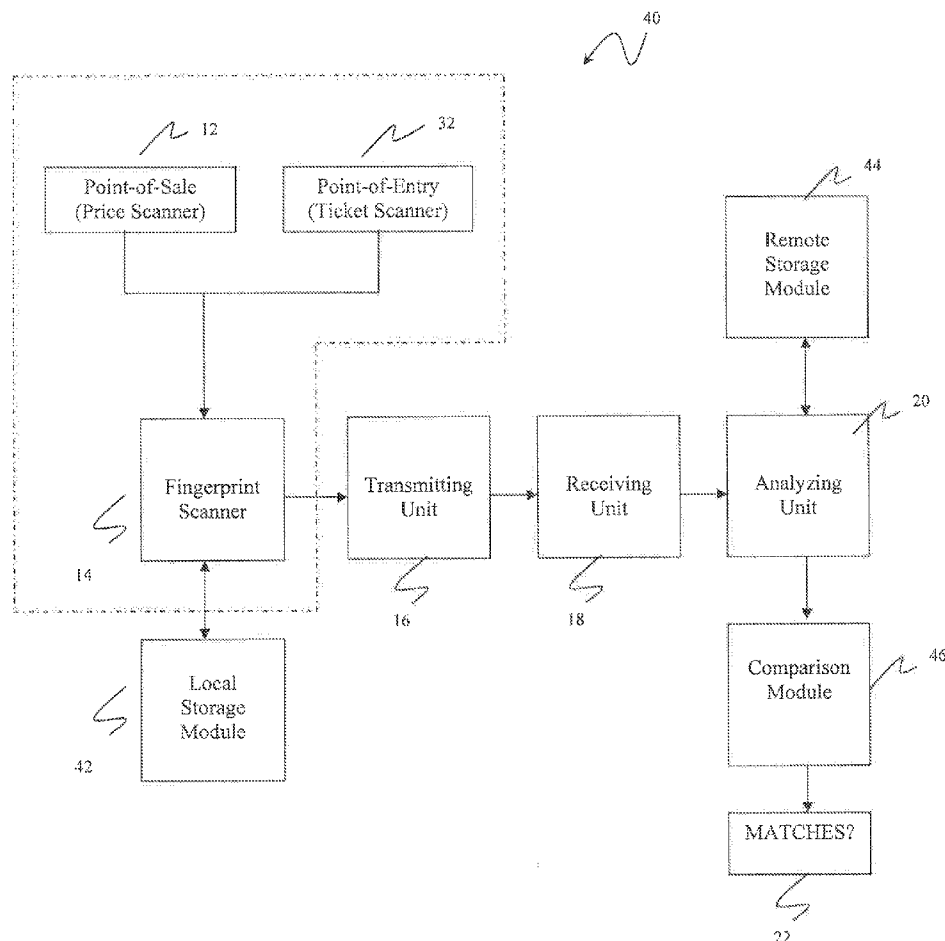 40
12
32
Point-of-Sale
(Price Scanner)
Point-of-Entry
(Ticket Scanner)
44
Remote
Storage
Module
20
Fingerprint
Scanner
Transmitting
Unit
Receiving
Unit
Analyzing
Unit
14
16
18
Local
Storage
Module
42
Comparison
Module
46
MATCHES?
22